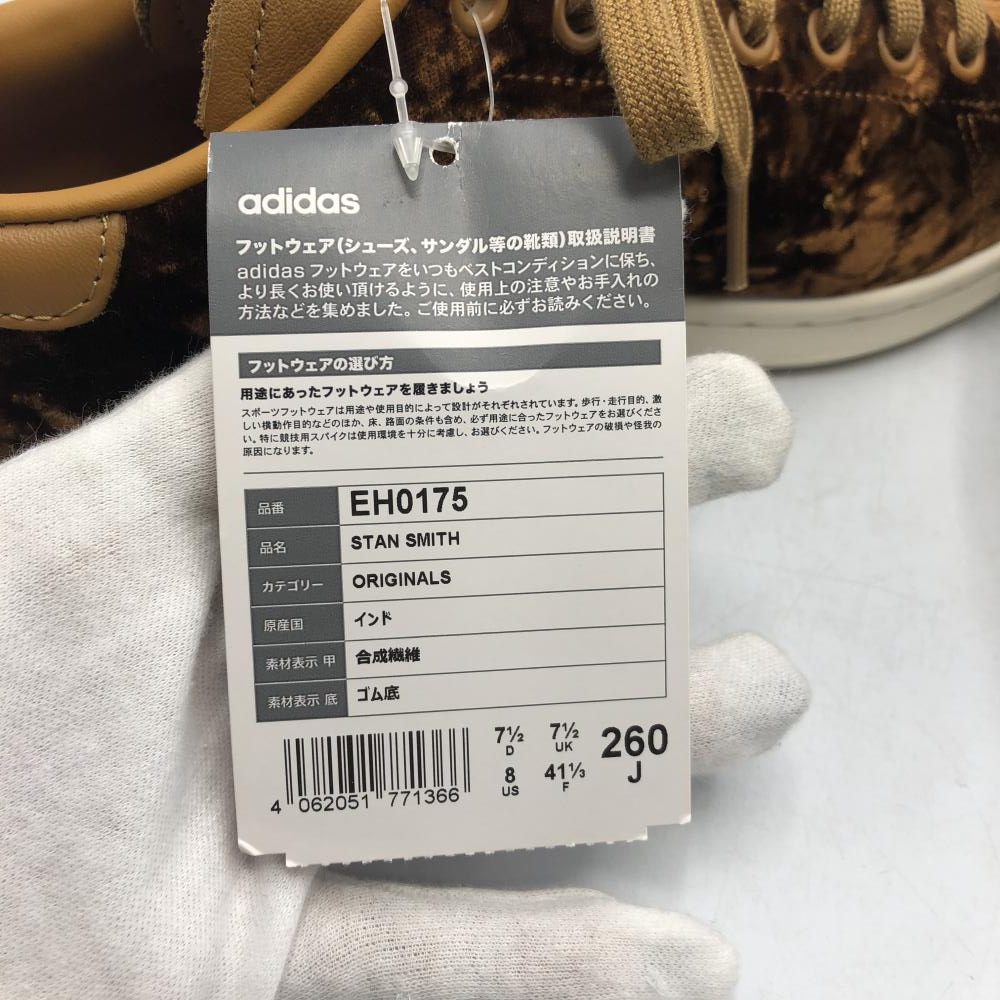 adidas
フットウェア(シューズ、サンダル等の靴類)取扱説明書
adidas フットウェアをいつもベストコンディションに保ち、
より長くお使い頂けるように、使用上の注意やお手入れの
方法などを集めました。ご使用前に必ずお読みください。
フットウェアの選び方
用途にあったフットウェアを履きましょう
スポーツフットウェアは用途や使用目的によって設計がそれぞれされています。歩行・走行目的、激
しい横動作目的などのほか、床、路面の条件も含め、必ず用途に合ったフットウェアをお選びくださ
い。特に競技用スパイクは使用環境を十分に考慮し、お選びください。フットウェアの破損や怪我の
原因になります。
品番 EH0175
品名 STAN SMITH
カテゴリー ORIGINALS
原産国 インド
素材表示 甲 合成繊維
素材表示 底 ゴム底
7½ D 7½ UK 260 J
8 US 41⅓ F
4 062051 771366